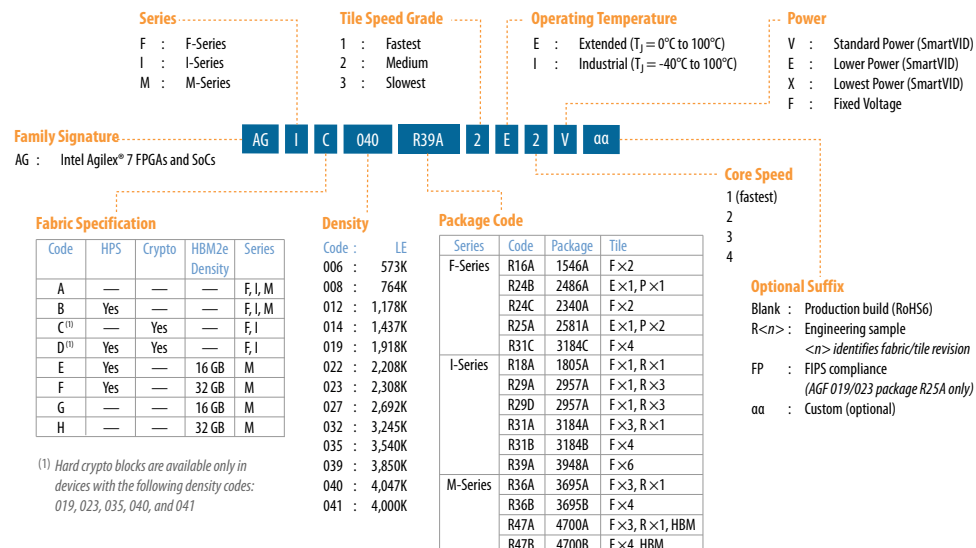 Series
F : F-Series
I : I-Series
M : M-Series
Tile Speed Grade
1 : Fastest
2 : Medium
3 : Slowest
Operating Temperature
E : Extended (TJ = 0°C to 100°C)
I : Industrial (TJ = -40°C to 100°C)
Power
V : Standard Power (SmartVID)
E : Lower Power (SmartVID)
X : Lowest Power (SmartVID)
F : Fixed Voltage
Family Signature
AG : Intel Agilex® 7 FPGAs and SoCs
AG I C 040 R39A 2 E 2 V αα
Fabric Specification
Code HPS Crypto HBM2e Density Series
A — — — F, I, M
B Yes — — F, I, M
C(1) — Yes — F, I
D(1) Yes Yes — F, I
E Yes — 16 GB M
F Yes — 32 GB M
G — — 16 GB M
H — — 32 GB M
(1) Hard crypto blocks are available only in
devices with the following density codes:
019, 023, 035, 040, and 041
Density
Code : LE
006 : 573K
008 : 764K
012 : 1,178K
014 : 1,437K
019 : 1,918K
022 : 2,208K
023 : 2,308K
027 : 2,692K
032 : 3,245K
035 : 3,540K
039 : 3,850K
040 : 4,047K
041 : 4,000K
Package Code
Series Code Package Tile
F-Series R16A 1546A F ×2
R24B 2486A E ×1, P ×1
R24C 2340A F ×2
R25A 2581A E ×1, P ×2
R31C 3184C F ×4
I-Series R18A 1805A F ×1, R ×1
R29A 2957A F ×1, R ×3
R29D 2957A F ×1, R ×3
R31A 3184A F ×3, R ×1
R31B 3184B F ×4
R39A 3948A F ×6
M-Series R36A 3695A F ×3, R ×1
R36B 3695B F ×4
R47A 4700A F ×3, R ×1, HBM
R47B 4700B F ×4, HBM
Core Speed
1 (fastest)
2
3
4
Optional Suffix
Blank : Production build (RoHS6)
R<n> : Engineering sample
<n> identifies fabric/tile revision
FP : FIPS compliance
(AGF 019/023 package R25A only)
αα : Custom (optional)